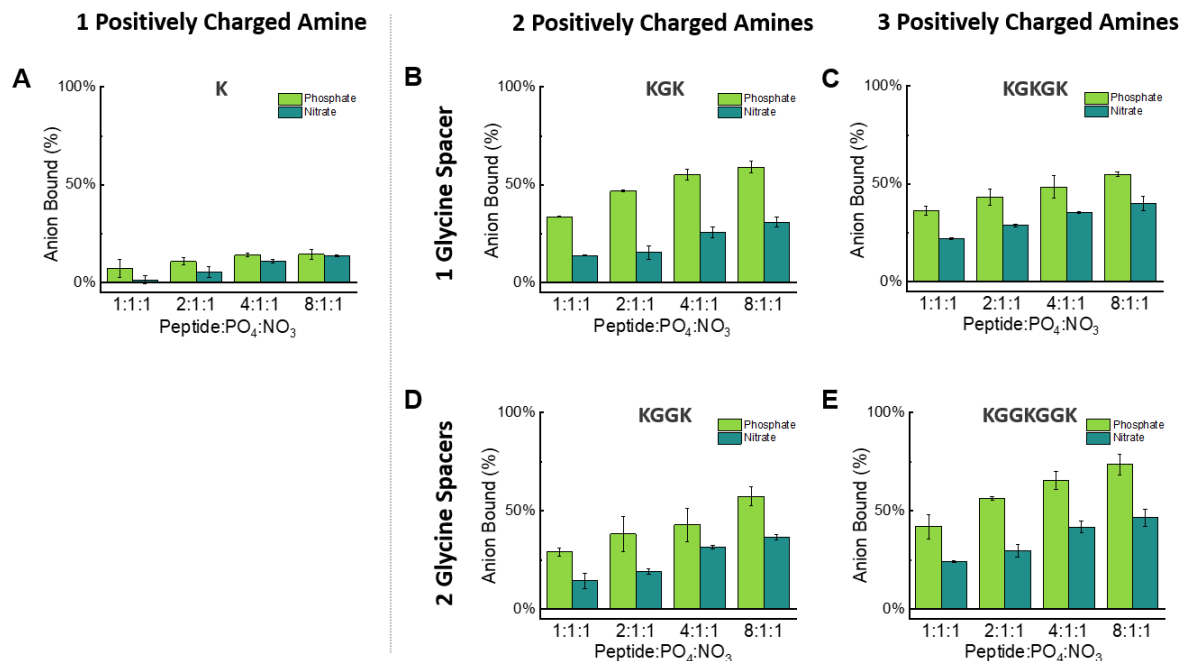 1 Positively Charged Amine
2 Positively Charged Amines
3 Positively Charged Amines
A
K
Phosphate
Nitrate
Anion Bound (%)
100%
50%
0%
1:1:1 2:1:1 4:1:1 8:1:1
Peptide:PO₄:NO₃
1 Glycine Spacer
B
KGK
Phosphate
Nitrate
Anion Bound (%)
100%
50%
0%
1:1:1 2:1:1 4:1:1 8:1:1
Peptide:PO₄:NO₃
C
KGKGK
Phosphate
Nitrate
Anion Bound (%)
100%
50%
0%
1:1:1 2:1:1 4:1:1 8:1:1
Peptide:PO₄:NO₃
2 Glycine Spacers
D
KGGK
Phosphate
Nitrate
Anion Bound (%)
100%
50%
0%
1:1:1 2:1:1 4:1:1 8:1:1
Peptide:PO₄:NO₃
E
KGGKGGK
Phosphate
Nitrate
Anion Bound (%)
100%
50%
0%
1:1:1 2:1:1 4:1:1 8:1:1
Peptide:PO₄:NO₃